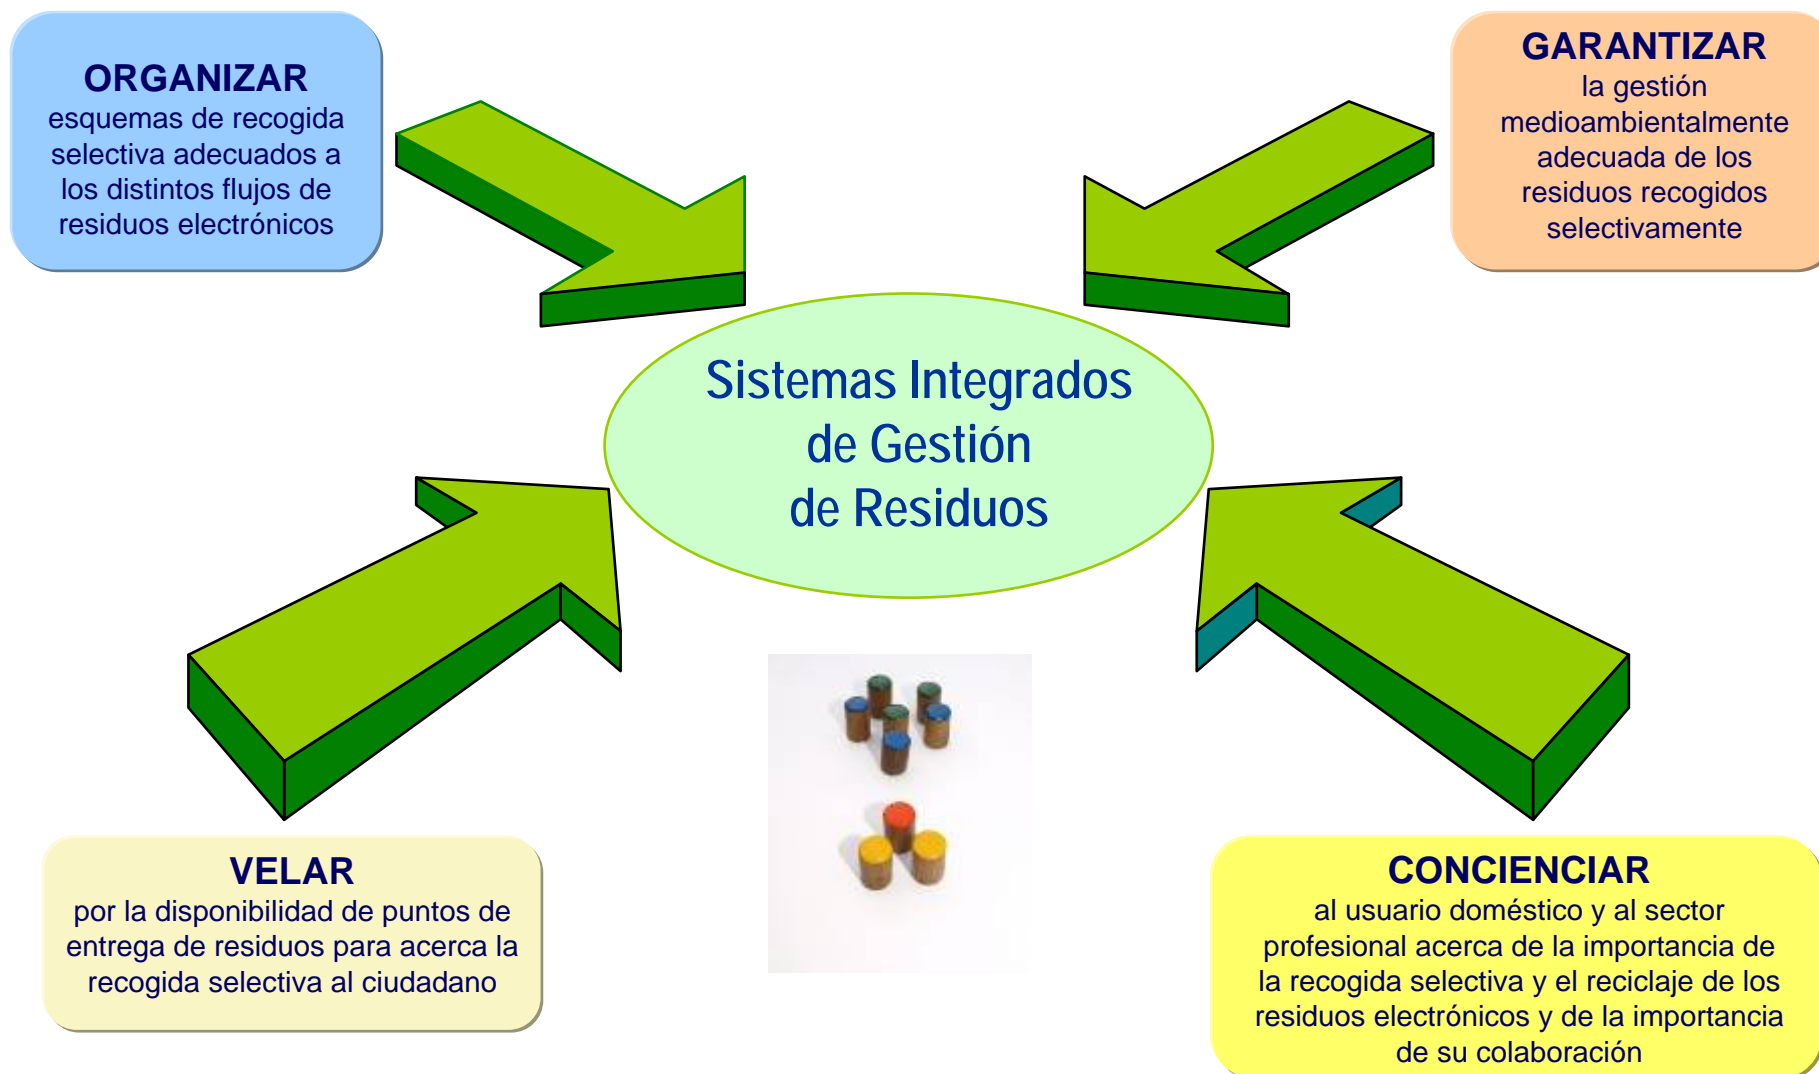 ORGANIZAR
esquemas de recogida
selectiva adecuados a
los distintos flujos de
residuos electrónicos
GARANTIZAR
la gestión
medioambientalmente
adecuada de los
residuos recogidos
selectivamente
Sistemas Integrados
de Gestión
de Residuos
VELAR
por la disponibilidad de puntos de
entrega de residuos para acerca la
recogida selectiva al ciudadano
CONCIENCIAR
al usuario doméstico y al sector
profesional acerca de la importancia de
la recogida selectiva y el reciclaje de los
residuos electrónicos y de la importancia
de su colaboración